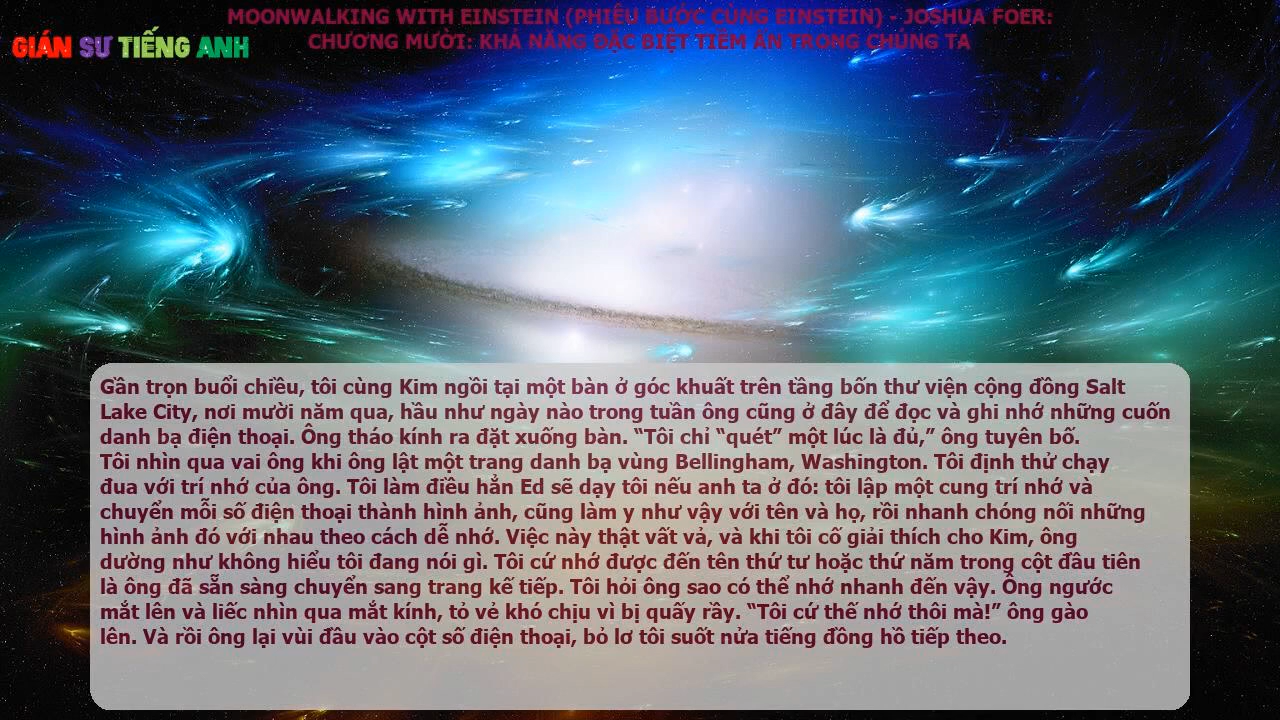 MOONWALKING WITH EINSTEIN (PHIÊU BƯỚC CÙNG EINSTEIN) - JOSHUA FOER:
CHƯƠNG MƯỜI: KHẢ NĂNG ĐẶC BIỆT TIỀM ẨN TRONG CHÚNG TA
GIÁN SƯ TIẾNG ANH
Gần trọn buổi chiều, tôi cùng Kim ngồi tại một bàn ở góc khuất trên tầng bốn thư viện cộng đồng Salt
Lake City, nơi mười năm qua, hầu như ngày nào trong tuần ông cũng ở đây để đọc và ghi nhớ những cuốn
danh bạ điện thoại. Ông tháo kính ra đặt xuống bàn. “Tôi chỉ “quét” một lúc là đủ,” ông tuyên bố.
Tôi nhìn qua vai ông khi ông lật một trang danh bạ vùng Bellingham, Washington. Tôi định thử chạy
đua với trí nhớ của ông. Tôi làm điều hẳn Ed sẽ dạy tôi nếu anh ta ở đó: tôi lập một cung trí nhớ và
chuyển mỗi số điện thoại thành hình ảnh, cũng làm y như vậy với tên và họ, rồi nhanh chóng nối những
hình ảnh đó với nhau theo cách dễ nhớ. Việc này thật vất vả, và khi tôi cố giải thích cho Kim, ông
dường như không hiểu tôi đang nói gì. Tôi cứ nhớ được đến tên thứ tư hoặc thứ năm trong cột đầu tiên
là ông đã sẵn sàng chuyển sang trang kế tiếp. Tôi hỏi ông sao có thể nhớ nhanh đến vậy. Ông ngước
mắt lên và liếc nhìn qua mắt kính, tỏ vẻ khó chịu vì bị quấy rầy. “Tôi cứ thế nhớ thôi mà!” ông gào
lên. Và rồi ông lại vùi đầu vào cột số điện thoại, bỏ lơ tôi suốt nửa tiếng đồng hồ tiếp theo.